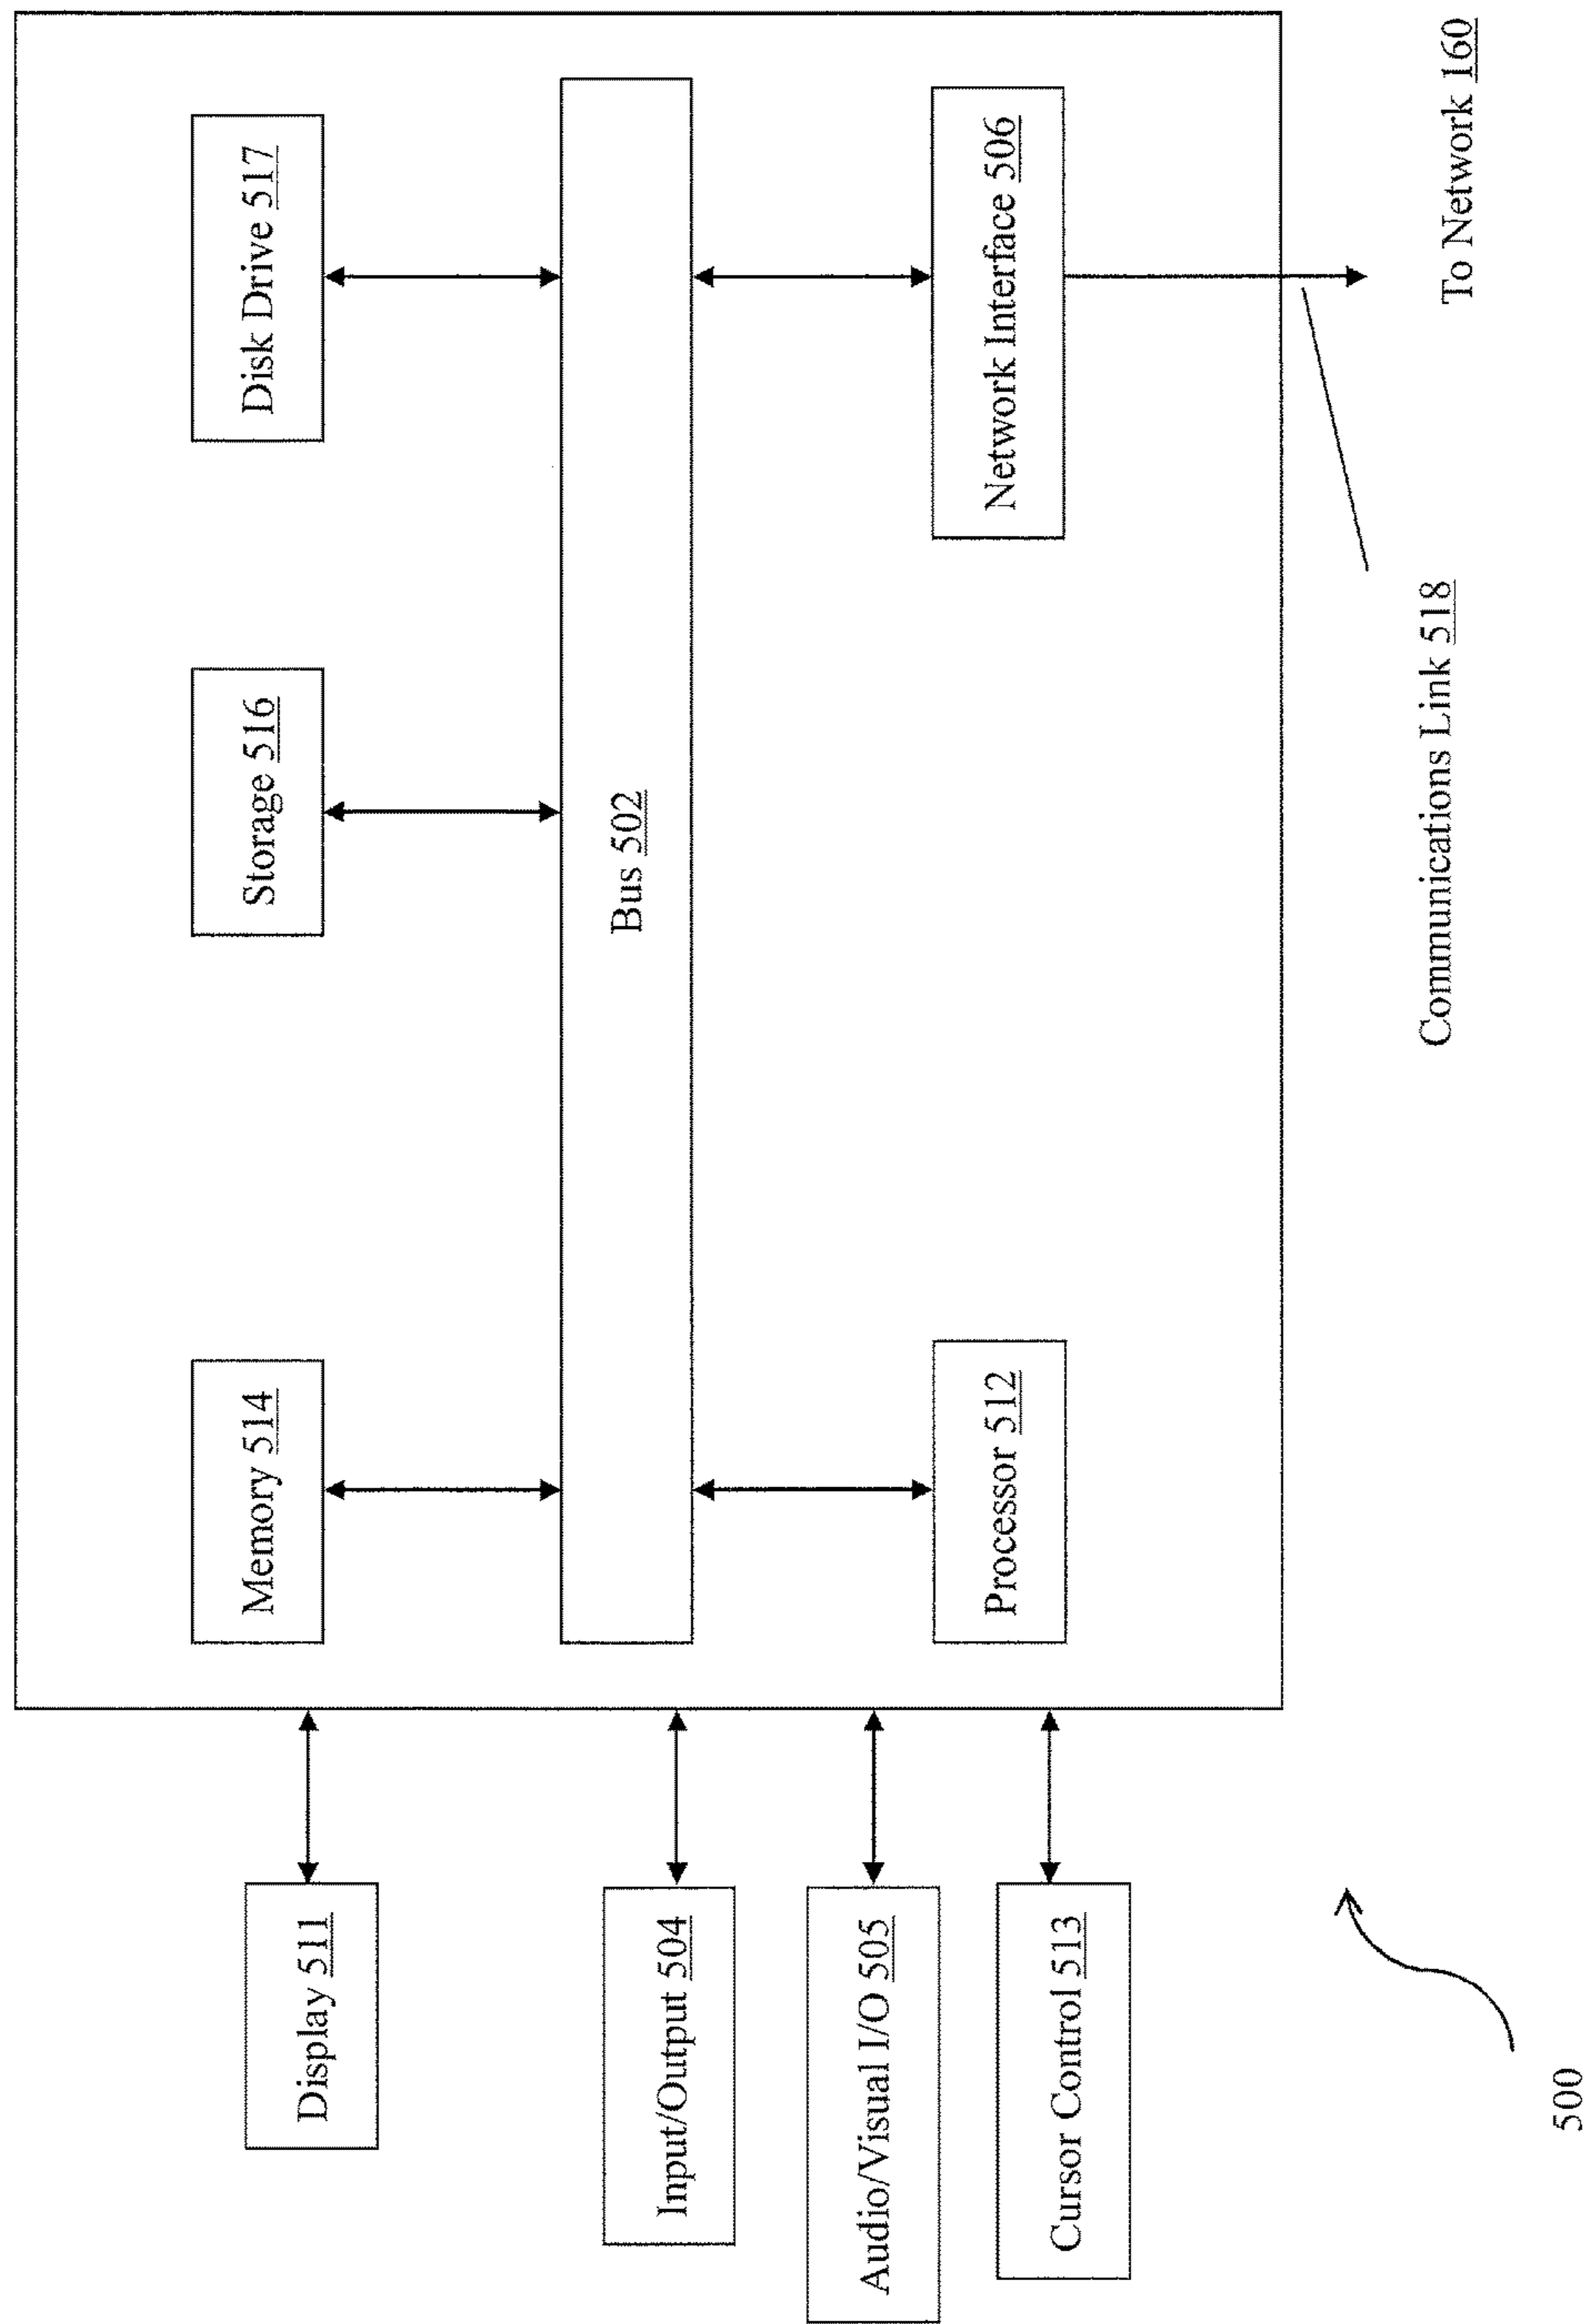 Display 511
Input/Output 504
Audio/Visual I/O 505
Cursor Control 513
Memory 514
Storage 516
Disk Drive 517
Bus 502
Processor 512
Network Interface 506
Communications Link 518
To Network 160
500